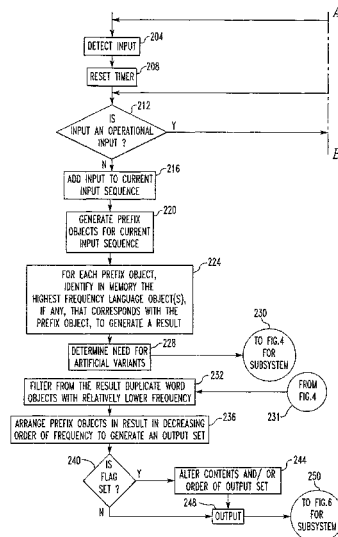 A
DETECT INPUT
204
RESET TIMER
208
212
IS
INPUT AN OPERATIONAL
INPUT ?
Y
N
B
ADD INPUT TO CURRENT
INPUT SEQUENCE
216
GENERATE PREFIX
OBJECTS FOR CURRENT
INPUT SEQUENCE
220
224
FOR EACH PREFIX OBJECT,
IDENTIFY IN MEMORY THE
HIGHEST FREQUENCY LANGUAGE OBJECT(S),
IF ANY, THAT CORRESPONDS WITH THE
PREFIX OBJECT, TO GENERATE A RESULT
230
DETERMINE NEED FOR
ARTIFICIAL VARIANTS
228
TO FIG.4
FOR
SUBSYSTEM
FILTER FROM THE RESULT DUPLICATE WORD
OBJECTS WITH RELATIVELY LOWER FREQUENCY
232
FROM
FIG.4
231
ARRANGE PREFIX OBJECTS IN RESULT IN DECREASING
ORDER OF FREQUENCY TO GENERATE AN OUTPUT SET
236
240
IS
FLAG
SET ?
Y
N
244
ALTER CONTENTS AND/ OR
ORDER OF OUTPUT SET
248
OUTPUT
250
TO FIG.6
FOR
SUBSYSTEM